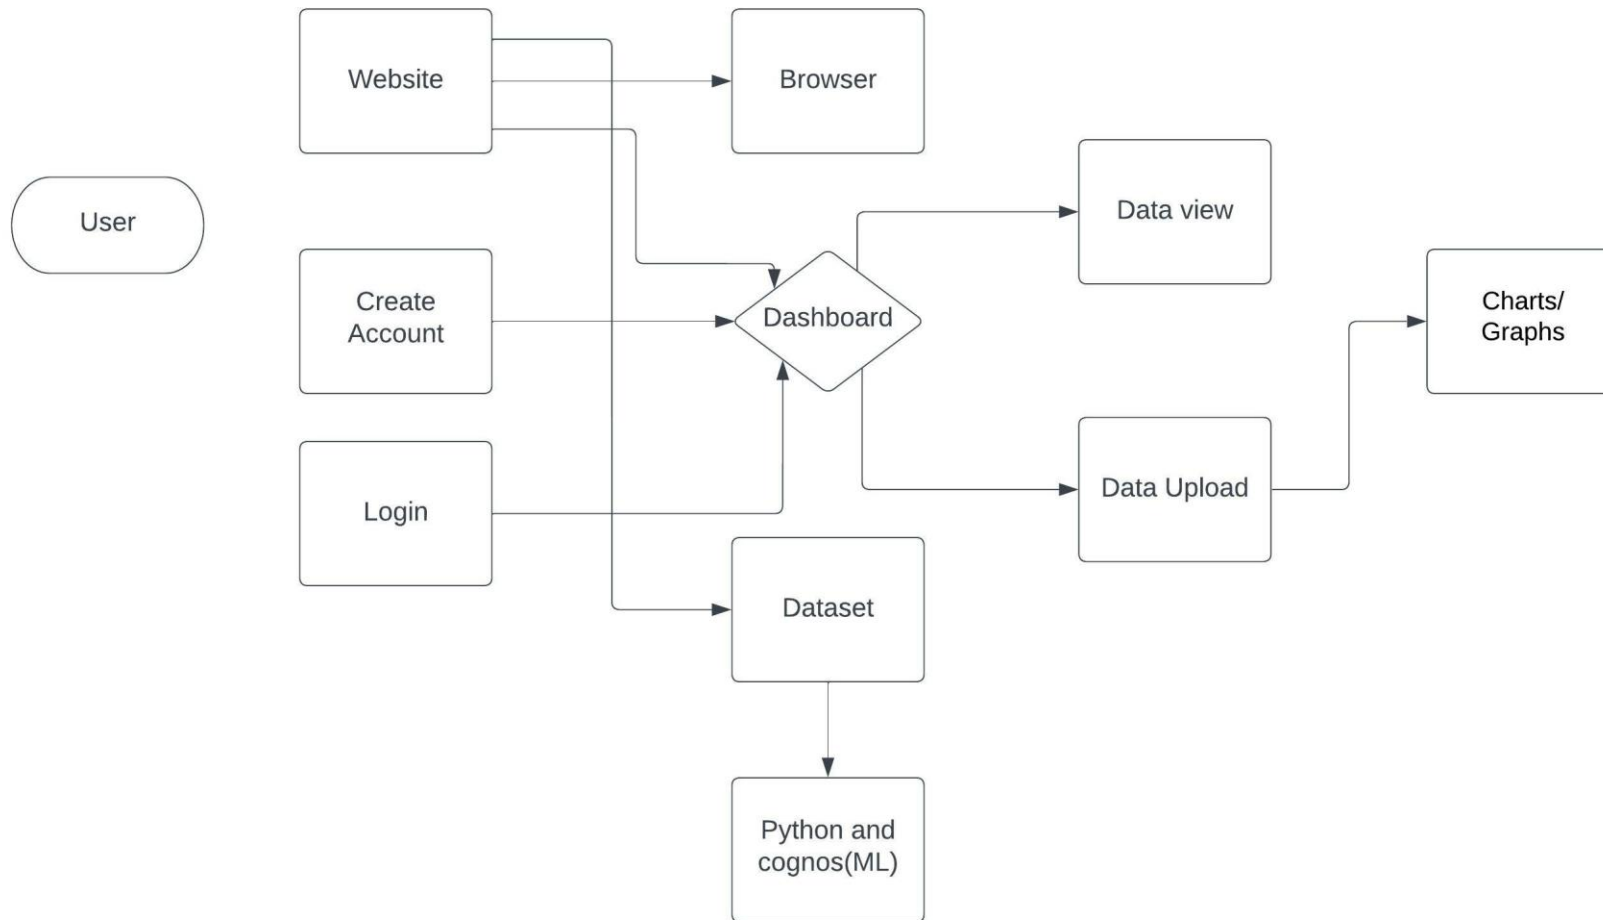 Website
Browser
User
Data view
Create
Account
Dashboard
Charts/
Graphs
Login
Data Upload
Dataset
Python and
cognos(ML)